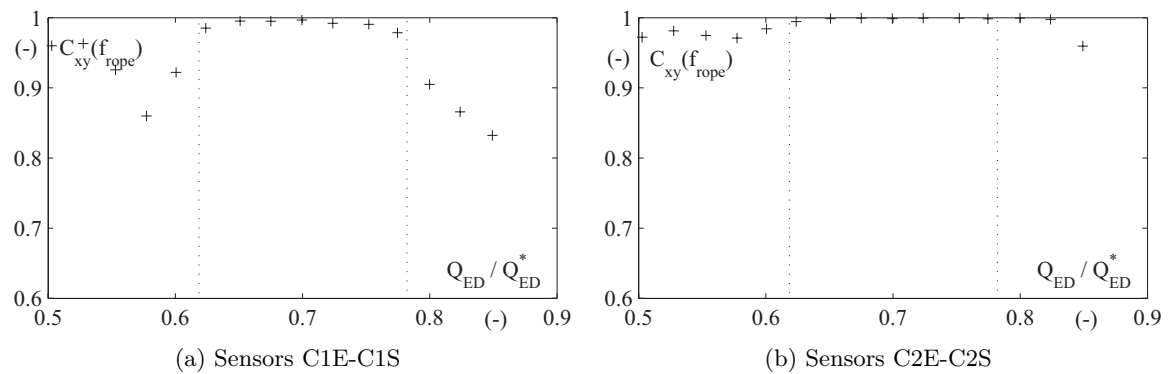 1
0.9
0.8
0.7
0.6
(-)
C_xy(f_rope)
Q_ED / Q*_ED
0.5 0.6 0.7 0.8 (-) 0.9
(a) Sensors C1E-C1S
1
0.9
0.8
0.7
0.6
(-)
C_xy(f_rope)
Q_ED / Q*_ED
0.5 0.6 0.7 0.8 (-) 0.9
(b) Sensors C2E-C2S